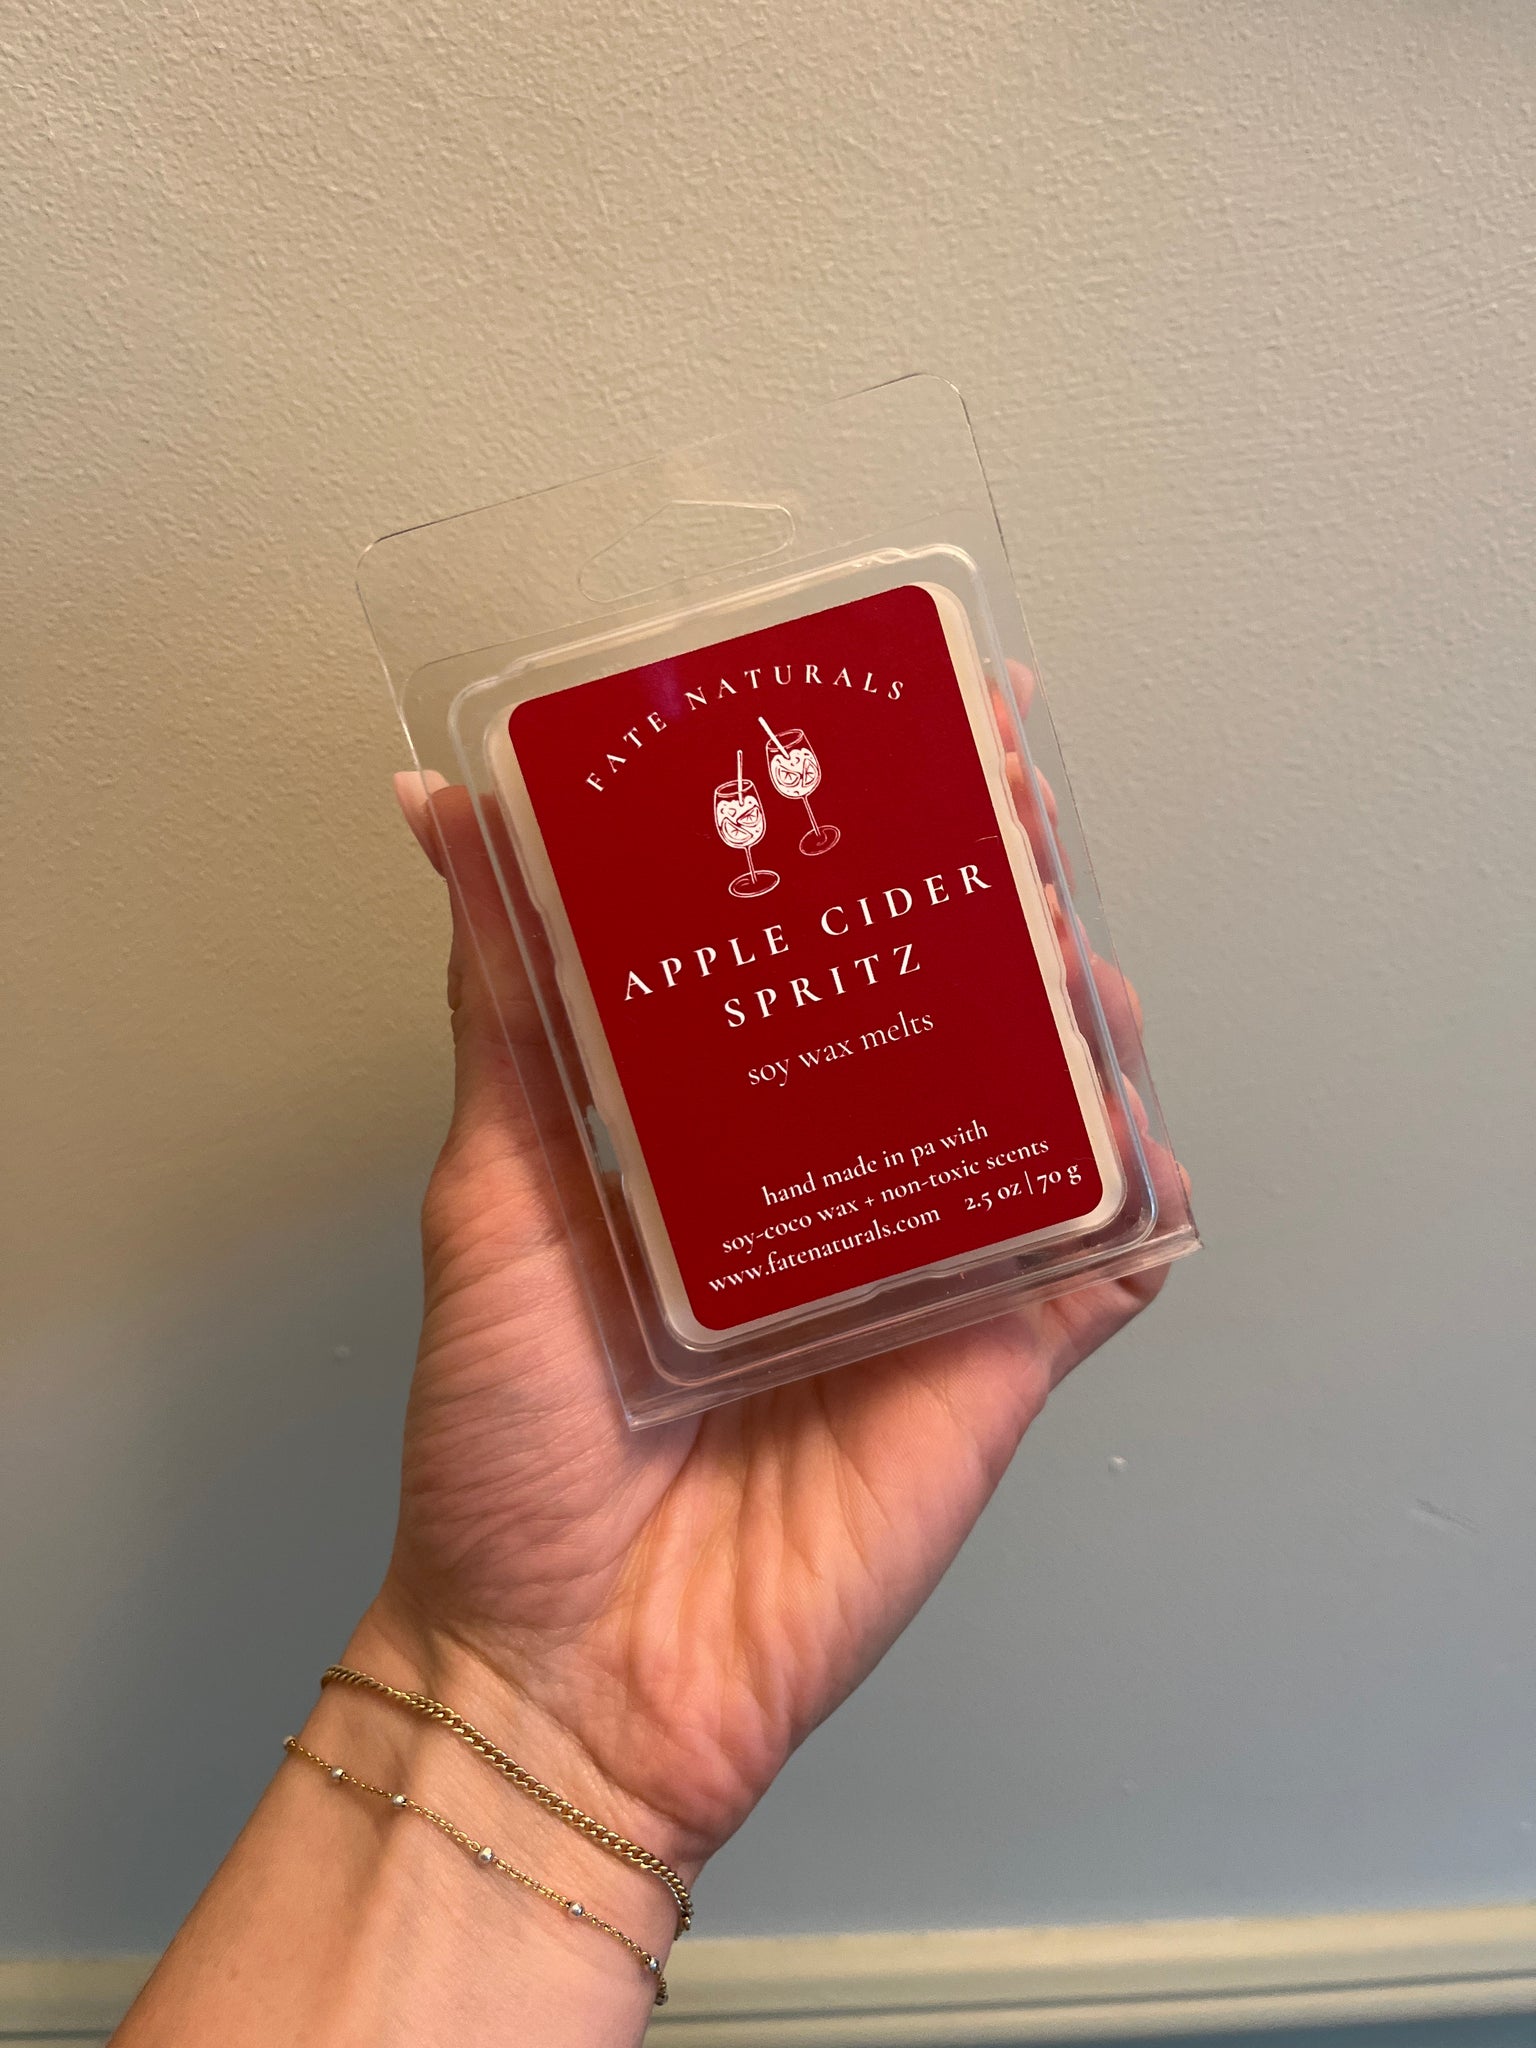 FATE NATURALS
APPLE CIDER
SPRITZ
soy wax melts
hand made in pa with
soy-coco wax + non-toxic scents
www.fatenaturals.com 2.5 oz | 70 g